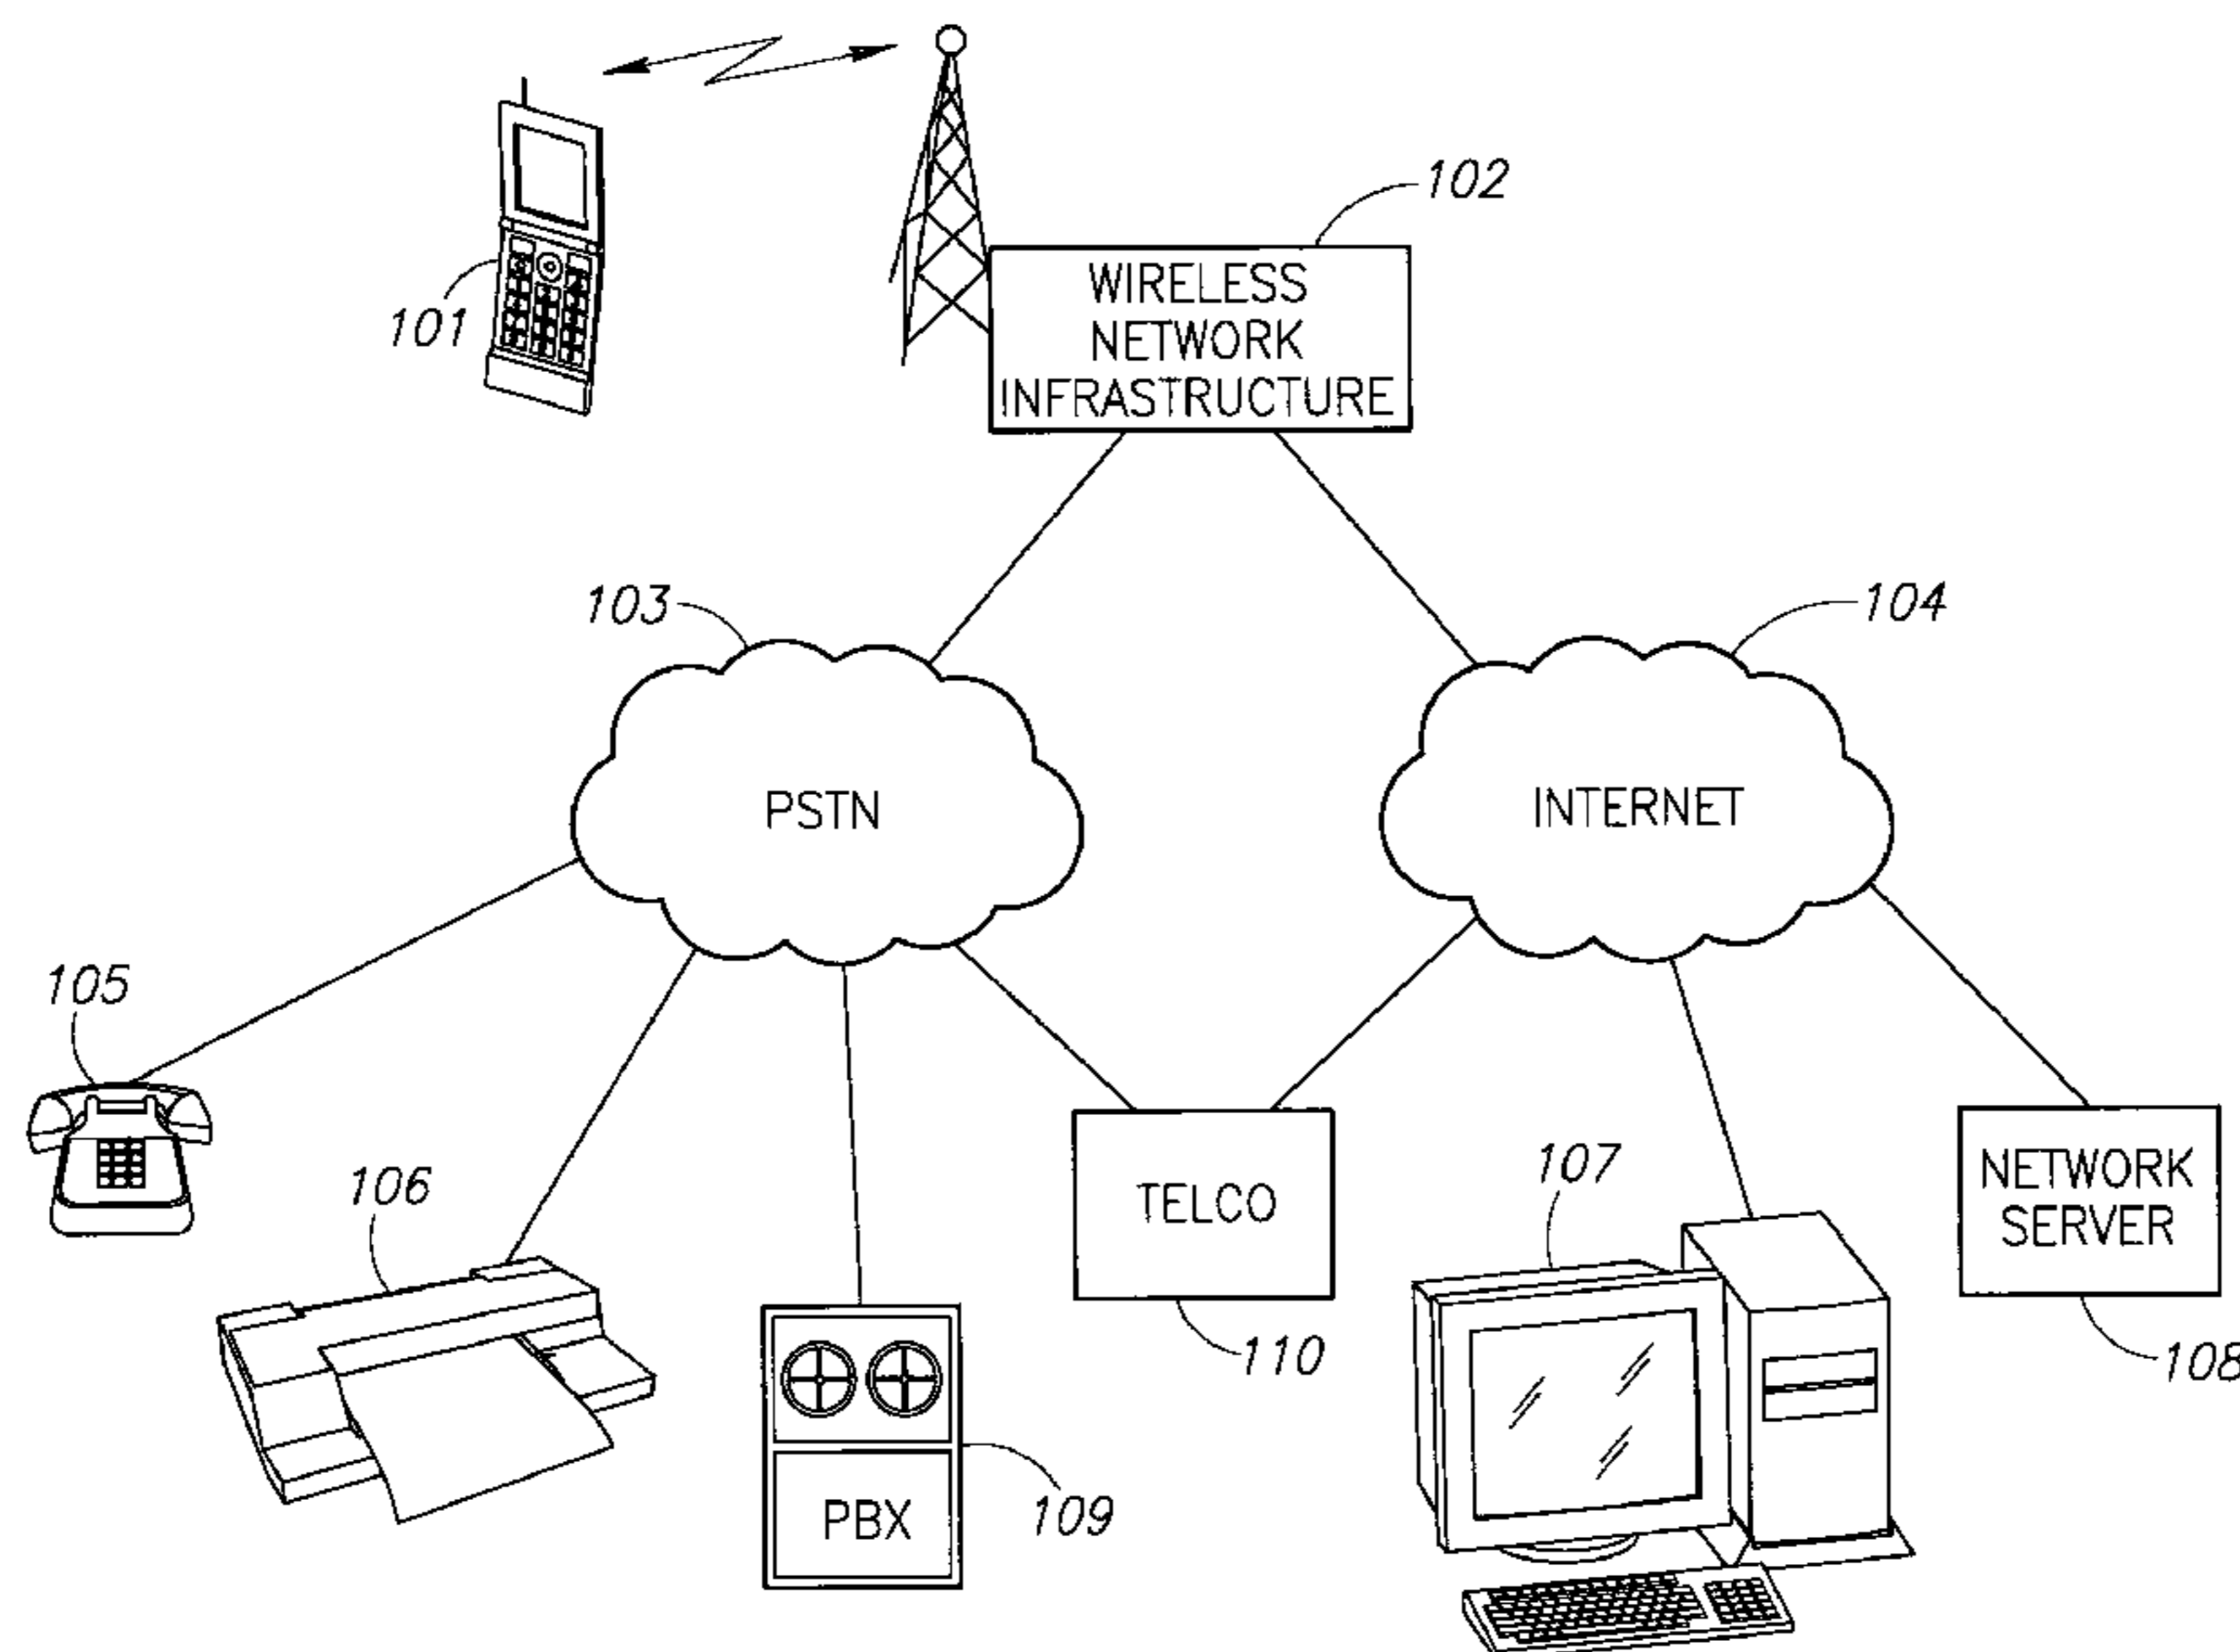 102
WIRELESS
NETWORK
INFRASTRUCTURE
101
103
104
PSTN
INTERNET
105
106
TELCO
107
NETWORK
SERVER
110
108
PBX
109